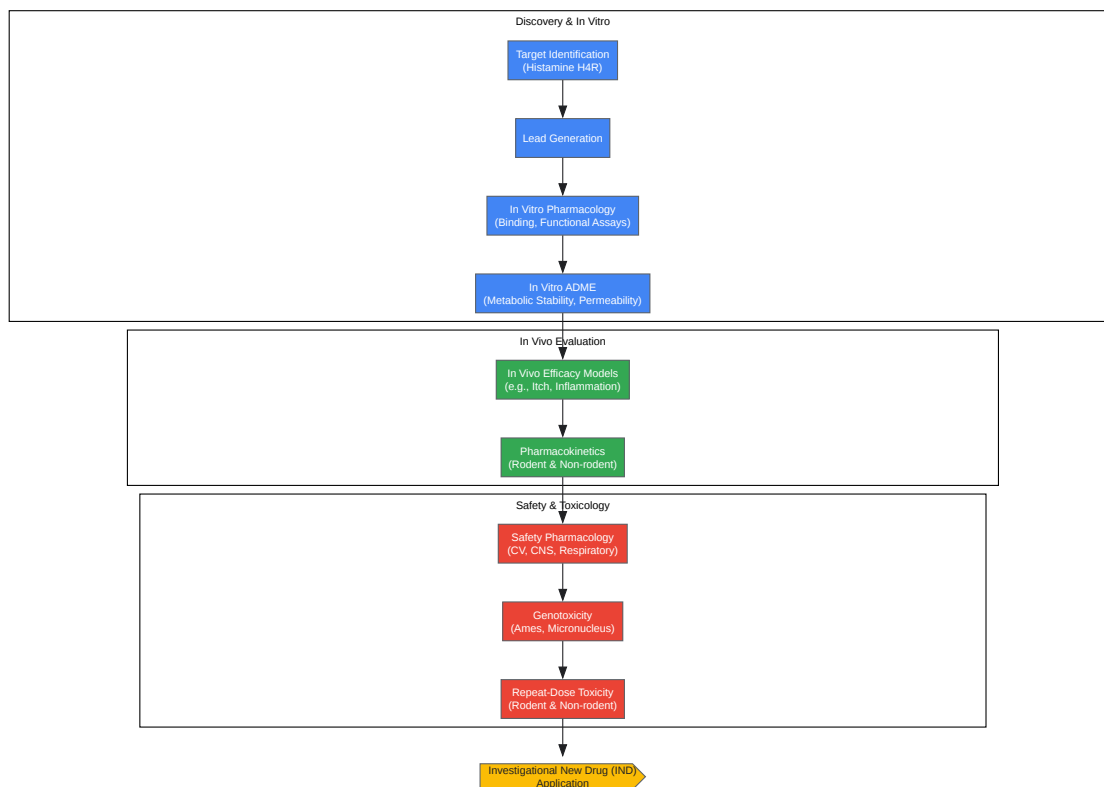 Discovery & In Vitro
Target Identification
(Histamine H4R)
Lead Generation
In Vitro Pharmacology
(Binding, Functional Assays)
In Vitro ADME
(Metabolic Stability, Permeability)
In Vivo Evaluation
In Vivo Efficacy Models
(e.g., Itch, Inflammation)
Pharmacokinetics
(Rodent & Non-rodent)
Safety & Toxicology
Safety Pharmacology
(CV, CNS, Respiratory)
Genotoxicity
(Ames, Micronucleus)
Repeat-Dose Toxicity
(Rodent & Non-rodent)
Investigational New Drug (IND)
Application